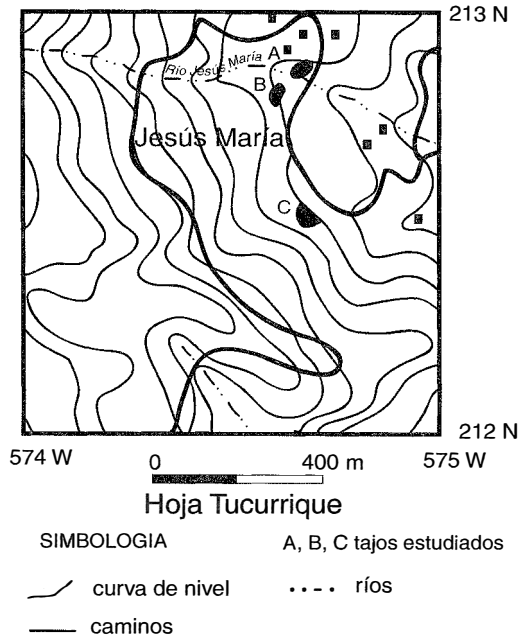 213 N
Río Jesús María
A
B
Jesús María
C
212 N
574 W
0
400 m
575 W
Hoja Tucurrique
SIMBOLOGIA
A, B, C tajos estudiados
curva de nivel
ríos
caminos